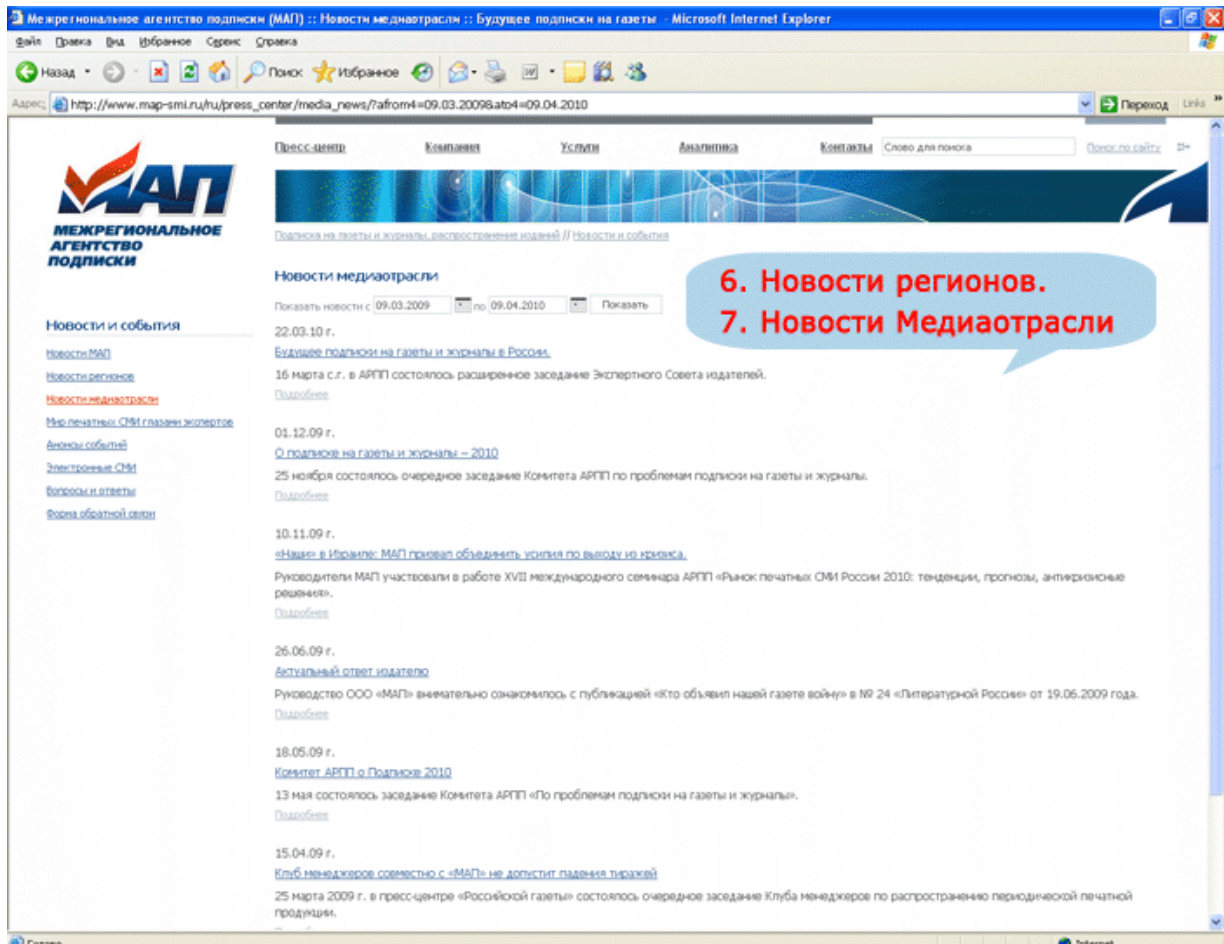 Межрегиональное агентство подписки (МАП) :: Новости медиаотрасли :: Будущее подписки на газеты - Microsoft Internet Explorer
Файл Правка Вид Избранное Сервис Справка
Назад Поиск Избранное
Адрес: http://www.map-smi.ru/ru/press_center/media_news/?afrom4=09.03.2009&ato4=09.04.2010 Переход Links
Пресс-центр Компания Услуги Аналитика Контакты Слово для поиска Поиск по сайту
МАП
МЕЖРЕГИОНАЛЬНОЕ
АГЕНТСТВО
ПОДПИСКИ
Подписка на газеты и журналы, распространение изданий // Новости и события
6. Новости регионов.
7. Новости Медиаотрасли
Новости и события
Новости МАП
Новости регионов
Новости медиаотрасли
Мир печатных СМИ глазами экспертов
Анонсы событий
Электронные СМИ
Вопросы и ответы
Форма обратной связи
Новости медиаотрасли
Показать новости с 09.03.2009 по 09.04.2010 Показать
22.03.10 г.
Будущее подписки на газеты и журналы в России.
16 марта с.г. в АРПП состоялось расширенное заседание Экспертного Совета издателей.
Подробнее
01.12.09 г.
О подписке на газеты и журналы – 2010
25 ноября состоялось очередное заседание Комитета АРПП по проблемам подписки на газеты и журналы.
Подробнее
10.11.09 г.
«Наши» в Израиле: МАП призвал объединить усилия по выходу из кризиса.
Руководители МАП участвовали в работе XVII международного семинара АРПП «Рынок печатных СМИ России 2010: тенденции, прогнозы, антикризисные
решения».
Подробнее
26.06.09 г.
Актуальный ответ издателю
Руководство ООО «МАП» внимательно ознакомилось с публикацией «Кто объявил нашей газете войну» в № 24 «Литературной России» от 19.06.2009 года.
Подробнее
18.05.09 г.
Комитет АРПП о Подписке 2010
13 мая состоялось заседание Комитета АРПП «По проблемам подписки на газеты и журналы».
Подробнее
15.04.09 г.
Клуб менеджеров совместно с «МАП» не допустит падения тиражей
25 марта 2009 г. в пресс-центре «Российской газеты» состоялось очередное заседание Клуба менеджеров по распространению периодической печатной
продукции.
Готово Internet